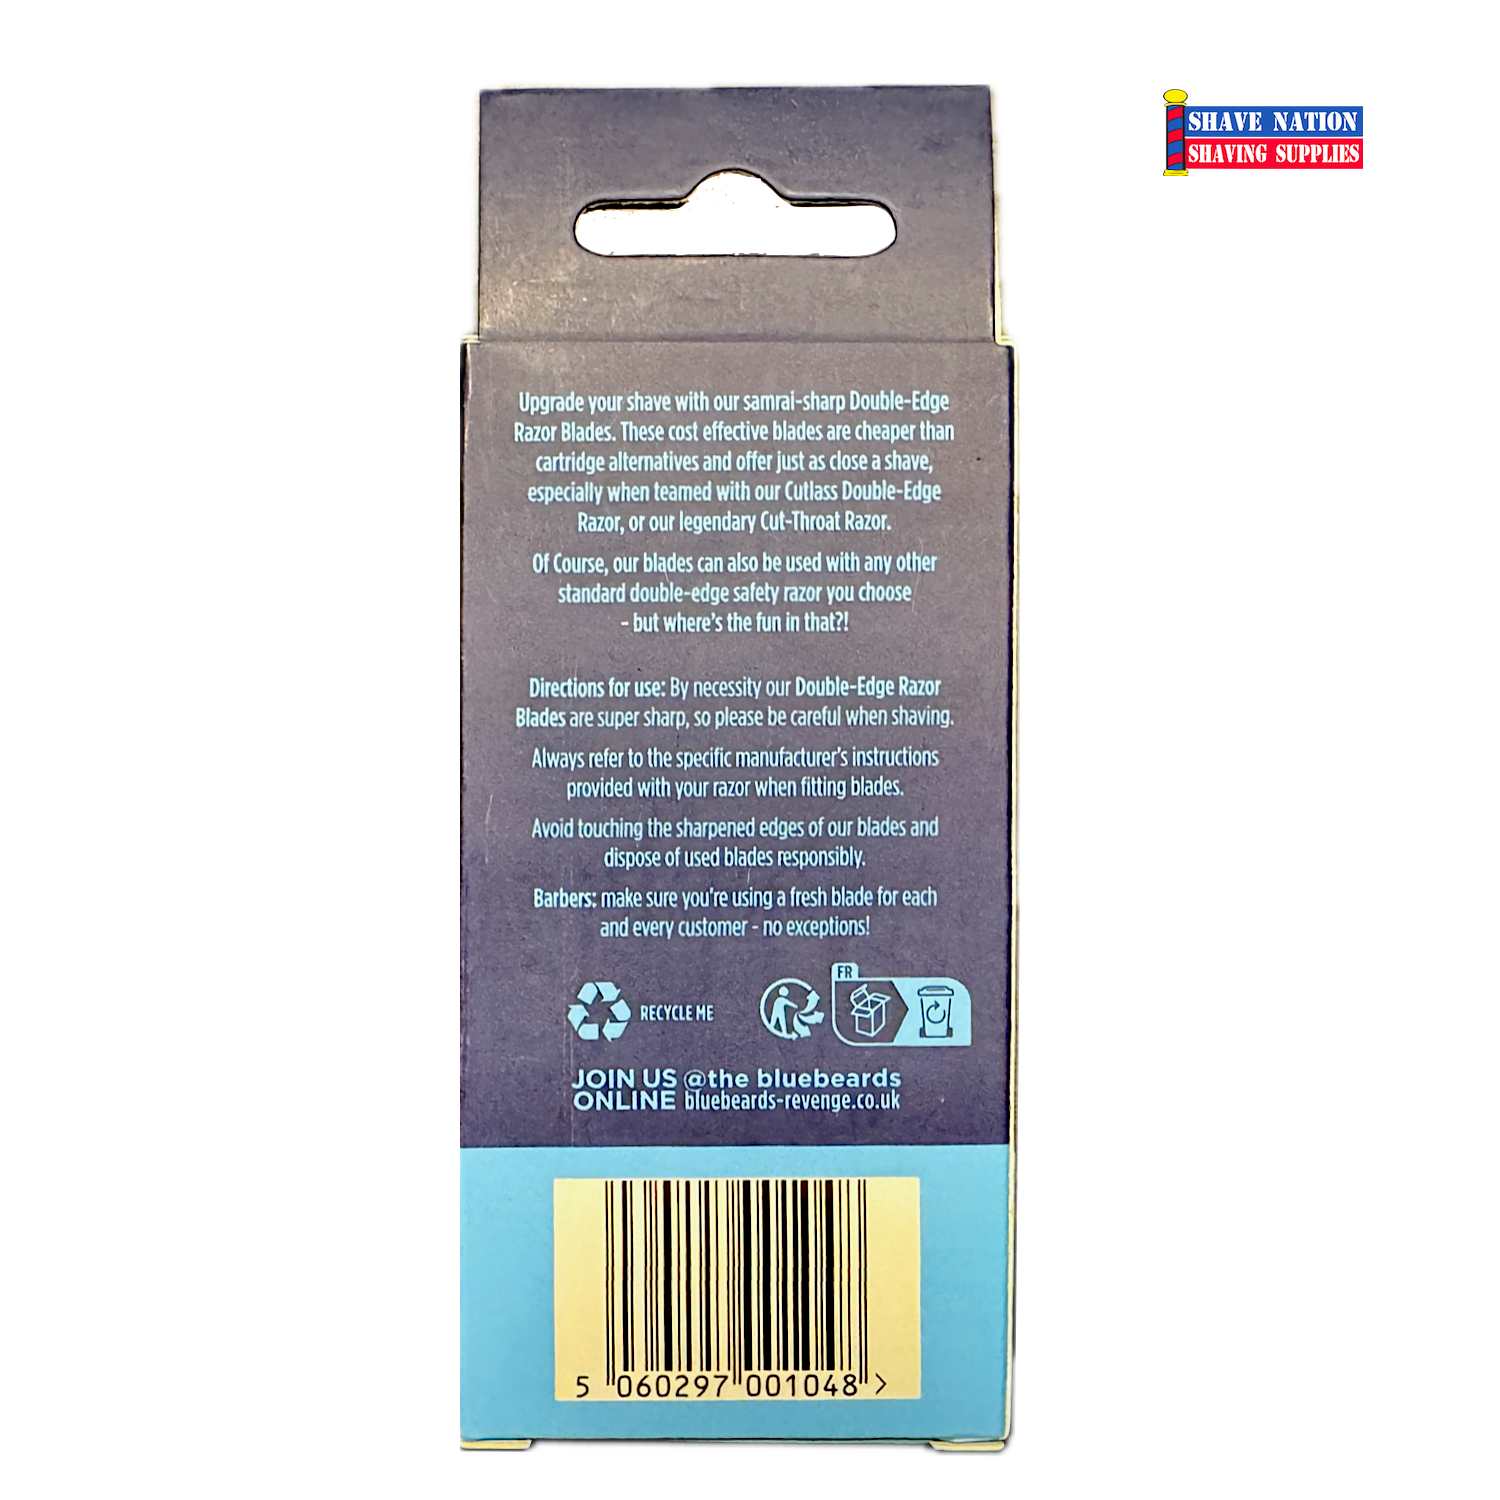 SHAVE NATION
SHAVING SUPPLIES
Upgrade your shave with our samrai-sharp Double-Edge
Razor Blades. These cost effective blades are cheaper than
cartridge alternatives and offer just as close a shave,
especially when teamed with our Cutlass Double-Edge
Razor, or our legendary Cut-Throat Razor.
Of Course, our blades can also be used with any other
standard double-edge safety razor you choose
- but where's the fun in that?!
Directions for use: By necessity our Double-Edge Razor
Blades are super sharp, so please be careful when shaving.
Always refer to the specific manufacturer's instructions
provided with your razor when fitting blades.
Avoid touching the sharpened edges of our blades and
dispose of used blades responsibly.
Barbers: make sure you're using a fresh blade for each
and every customer - no exceptions!
FR
RECYCLE ME
JOIN US @the bluebeards
ONLINE bluebeards-revenge.co.uk
5 060297 001048 >